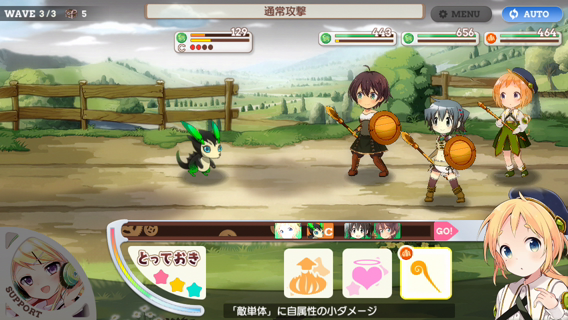 WAVE 3/3 5
通常攻撃
MENU
AUTO
129
C
443
656
464
C
GO!
とっておき
SUPPORT
「敵単体」に自属性の小ダメージ